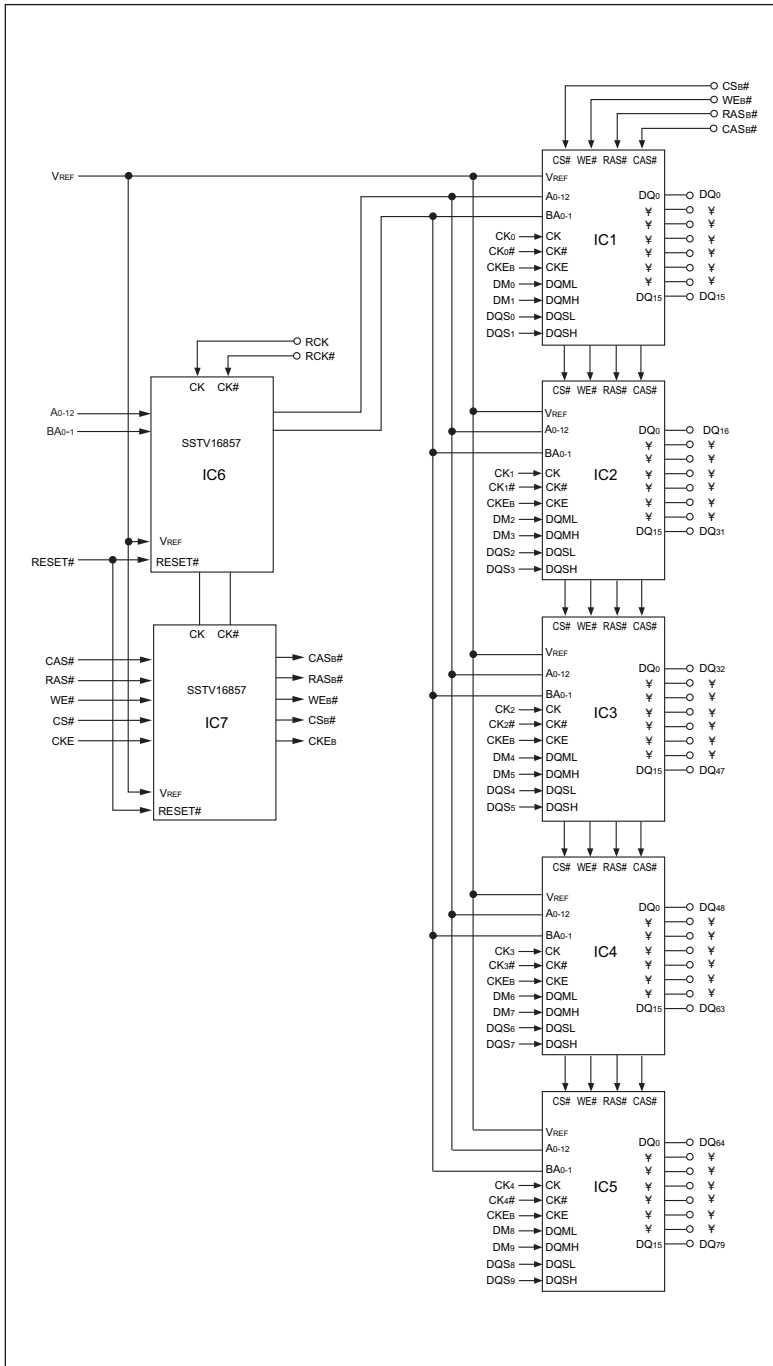 CSB#
WEB#
RASB#
CASB#
CS# WE# RAS# CAS#
VREF
VREF
A0-12
BA0-1
CK0 CK
CK0# CK#
CKEB CKE
DM0 DQML
DM1 DQMH
DQS0 DQSL
DQS1 DQSH
IC1
DQ0 DQ0
¥ ¥
¥ ¥
¥ ¥
¥ ¥
¥ ¥
¥ ¥
DQ15 DQ15
RCK
RCK#
CK CK#
A0-12
BA0-1
SSTV16857
IC6
VREF
RESET# RESET#
CS# WE# RAS# CAS#
VREF
A0-12
BA0-1
CK1 CK
CK1# CK#
CKEB CKE
DM2 DQML
DM3 DQMH
DQS2 DQSL
DQS3 DQSH
IC2
DQ0 DQ16
¥ ¥
¥ ¥
¥ ¥
¥ ¥
¥ ¥
¥ ¥
DQ15 DQ31
CK CK#
CAS# CASB#
RAS# SSTV16857 RASB#
WE# WEB#
CS# IC7 CSB#
CKE CKEB
VREF
RESET#
CS# WE# RAS# CAS#
VREF
A0-12
BA0-1
CK2 CK
CK2# CK#
CKEB CKE
DM4 DQML
DM5 DQMH
DQS4 DQSL
DQS5 DQSH
IC3
DQ0 DQ32
¥ ¥
¥ ¥
¥ ¥
¥ ¥
¥ ¥
¥ ¥
DQ15 DQ47
CS# WE# RAS# CAS#
VREF
A0-12
BA0-1
CK3 CK
CK3# CK#
CKEB CKE
DM6 DQML
DM7 DQMH
DQS6 DQSL
DQS7 DQSH
IC4
DQ0 DQ48
¥ ¥
¥ ¥
¥ ¥
¥ ¥
¥ ¥
¥ ¥
DQ15 DQ63
CS# WE# RAS# CAS#
VREF
A0-12
BA0-1
CK4 CK
CK4# CK#
CKEB CKE
DM8 DQML
DM9 DQMH
DQS8 DQSL
DQS9 DQSH
IC5
DQ0 DQ64
¥ ¥
¥ ¥
¥ ¥
¥ ¥
¥ ¥
¥ ¥
DQ15 DQ79